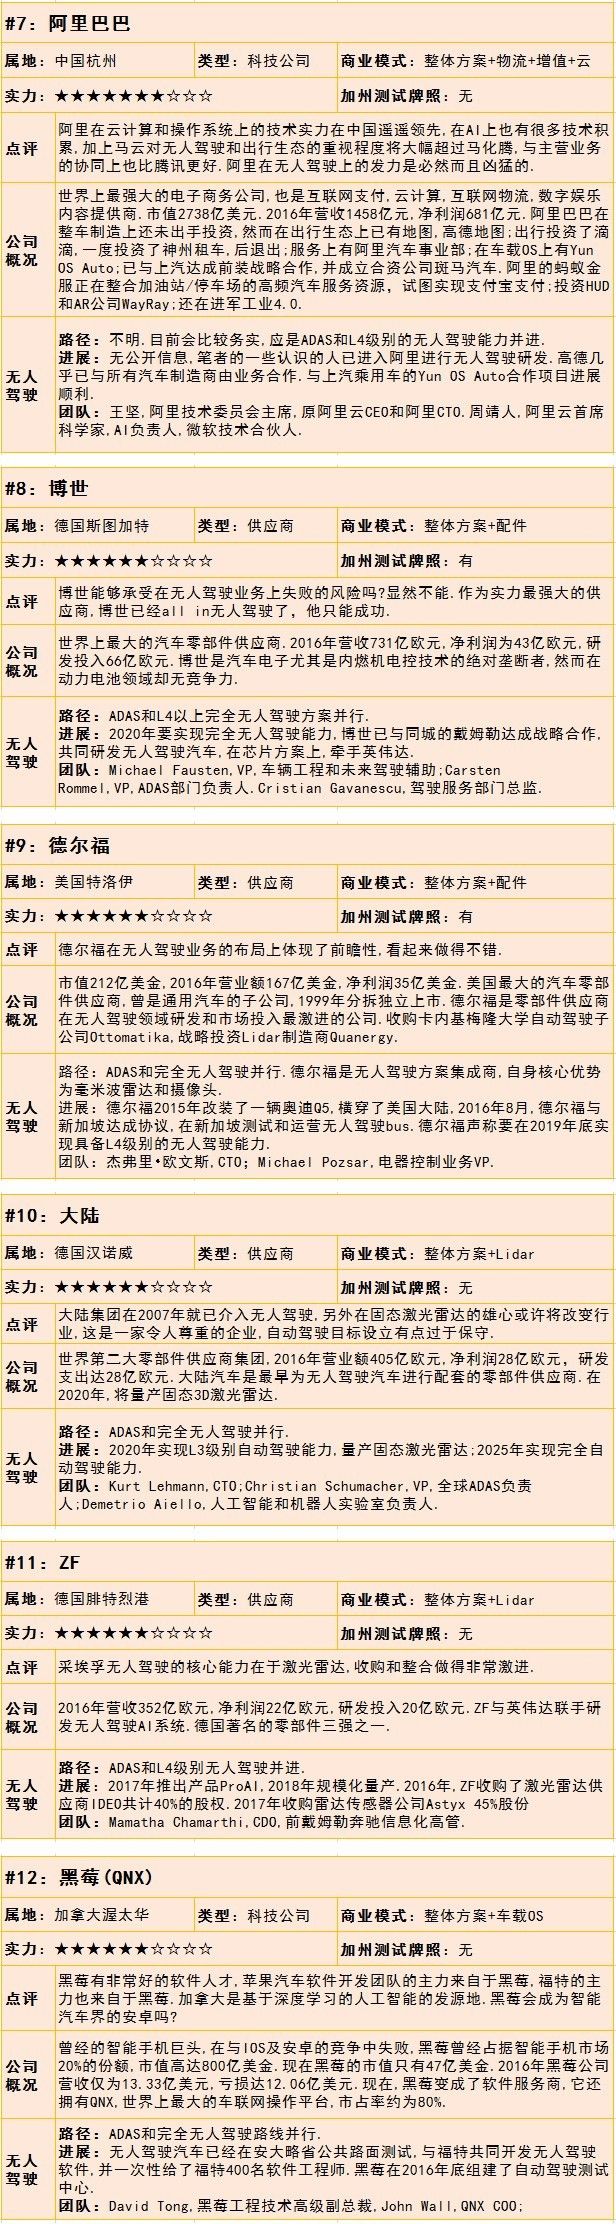 #7：阿里巴巴
属地：中国杭州 类型：科技公司 商业模式：整体方案+物流+增值+云
实力：★★★★★★★☆☆☆ 加州测试牌照：无
点评
阿里在云计算和操作系统上的技术实力在中国遥遥领先,在AI上也有很多技术积
累,加上马云对无人驾驶和出行生态的重视程度将大幅超过马化腾,与主营业务
的协同上也比腾讯更好.阿里在无人驾驶上的发力是必然而且凶猛的.
公司
概况
世界上最强大的电子商务公司,也是互联网支付,云计算,互联网物流,数字娱乐
内容提供商.市值2738亿美元.2016年营收1458亿元,净利润681亿元.阿里巴巴在
整车制造上还未出手投资,然而在出行生态上已有地图,高德地图;出行投资了滴
滴,一度投资了神州租车,后退出;服务上有阿里汽车事业部;在车载OS上有Yun
OS Auto;已与上汽达成前装战略合作,并成立合资公司斑马汽车.阿里的蚂蚁金
服正在整合加油站/停车场的高频汽车服务资源,试图实现支付宝支付;投资HUD
和AR公司WayRay;还在进军工业4.0.
无人
驾驶
路径：不明.目前会比较务实,应是ADAS和L4级别的无人驾驶能力并进.
进展：无公开信息,笔者的一些认识的人已进入阿里进行无人驾驶研发.高德几
乎已与所有汽车制造商由业务合作.与上汽乘用车的Yun OS Auto合作项目进展
顺利.
团队：王坚,阿里技术委员会主席,原阿里云CEO和阿里CTO.周靖人,阿里云首席
科学家,AI负责人,微软技术合伙人.
#8：博世
属地：德国斯图加特 类型：供应商 商业模式：整体方案+配件
实力：★★★★★★☆☆☆☆ 加州测试牌照：有
点评
博世能够承受在无人驾驶业务上失败的风险吗?显然不能.作为实力最强大的供
应商,博世已经all in无人驾驶了，他只能成功.
公司
概况
世界上最大的汽车零部件供应商.2016年营收731亿欧元,净利润为43亿欧元,研
发投入66亿欧元.博世是汽车电子尤其是内燃机电控技术的绝对垄断者,然而在
动力电池领域却无竞争力.
无人
驾驶
路径：ADAS和L4以上完全无人驾驶方案并行.
进展：2020年要实现完全无人驾驶能力,博世已与同城的戴姆勒达成战略合作,
共同研发无人驾驶汽车,在芯片方案上,牵手英伟达.
团队：Michael Fausten,VP,车辆工程和未来驾驶辅助;Carsten
Rommel,VP,ADAS部门负责人.Cristian Gavanescu,驾驶服务部门总监.
#9：德尔福
属地：美国特洛伊 类型：供应商 商业模式：整体方案+配件
实力：★★★★★★☆☆☆☆ 加州测试牌照：有
点评
德尔福在无人驾驶业务的布局上体现了前瞻性,看起来做得不错.
公司
概况
市值212亿美金,2016年营业额167亿美金,净利润35亿美金.美国最大的汽车零部
件供应商,曾是通用汽车的子公司,1999年分拆独立上市.德尔福是零部件供应商
在无人驾驶领域研发和市场投入最激进的公司.收购卡内基梅隆大学自动驾驶子
公司Ottomatika,战略投资Lidar制造商Quanergy.
无人
驾驶
路径：ADAS和完全无人驾驶并行.德尔福是无人驾驶方案集成商,自身核心优势
为毫米波雷达和摄像头.
进展：德尔福2015年改装了一辆奥迪Q5,横穿了美国大陆.2016年8月,德尔福与
新加坡达成协议,在新加坡测试和运营无人驾驶bus.德尔福声称要在2019年底实
现具备L4级别的无人驾驶能力.
团队：杰弗里•欧文斯,CTO；Michael Pozsar,电器控制业务VP.
#10：大陆
属地：德国汉诺威 类型：供应商 商业模式：整体方案+Lidar
实力：★★★★★★☆☆☆☆ 加州测试牌照：无
点评
大陆集团在2007年就已介入无人驾驶,另外在固态激光雷达的雄心或许将改变行
业,这是一家令人尊重的企业,自动驾驶目标设立有点过于保守.
公司
概况
世界第二大零部件供应商集团,2016年营业额405亿欧元,净利润28亿欧元，研发
支出达28亿欧元.大陆汽车是最早为无人驾驶汽车进行配套的零部件供应商.在
2020年,将量产固态3D激光雷达.
无人
驾驶
路径：ADAS和完全无人驾驶并行.
进展：2020年实现L3级别自动驾驶能力,量产固态激光雷达;2025年实现完全自
动驾驶能力.
团队：Kurt Lehmann,CTO;Christian Schumacher,VP,全球ADAS负责
人;Demetrio Aiello,人工智能和机器人实验室负责人.
#11：ZF
属地：德国腓特烈港 类型：供应商 商业模式：整体方案+Lidar
实力：★★★★★★☆☆☆☆ 加州测试牌照：无
点评
采埃孚无人驾驶的核心能力在于激光雷达,收购和整合做得非常激进.
公司
概况
2016年营收352亿欧元,净利润22亿欧元,研发投入20亿欧元.ZF与英伟达联手研
发无人驾驶AI系统.德国著名的零部件三强之一.
无人
驾驶
路径：ADAS和L4级别无人驾驶并进.
进展：2017年推出产品ProAI,2018年规模化量产.2016年,ZF收购了激光雷达供
应商IDEO共计40%的股权.2017年收购雷达传感器公司Astyx 45%股份
团队：Mamatha Chamarthi,CDO,前戴姆勒奔驰信息化高管.
#12：黑莓(QNX)
属地：加拿大渥太华 类型：科技公司 商业模式：整体方案+车载OS
实力：★★★★★★☆☆☆☆ 加州测试牌照：无
点评
黑莓有非常好的软件人才,苹果汽车软件开发团队的主力来自于黑莓,福特的主
力也来自于黑莓.加拿大是基于深度学习的人工智能的发源地.黑莓会成为智能
汽车界的安卓吗?
公司
概况
曾经的智能手机巨头,在与IOS及安卓的竞争中失败,黑莓曾经占据智能手机市场
20%的份额,市值高达800亿美金.现在黑莓的市值只有47亿美金.2016年黑莓公司
营收仅为13.33亿美元,亏损达12.06亿美元.现在,黑莓变成了软件服务商,它还
拥有QNX,世界上最大的车联网操作平台,市占率约为80%.
无人
驾驶
路径：ADAS和完全无人驾驶路线并行.
进展：无人驾驶汽车已经在安大略省公共路面测试,与福特共同开发无人驾驶
软件,并一次性给了福特400名软件工程师.黑莓在2016年底组建了自动驾驶测试
中心.
团队：David Tong,黑莓工程技术高级副总裁,John Wall,QNX COO;